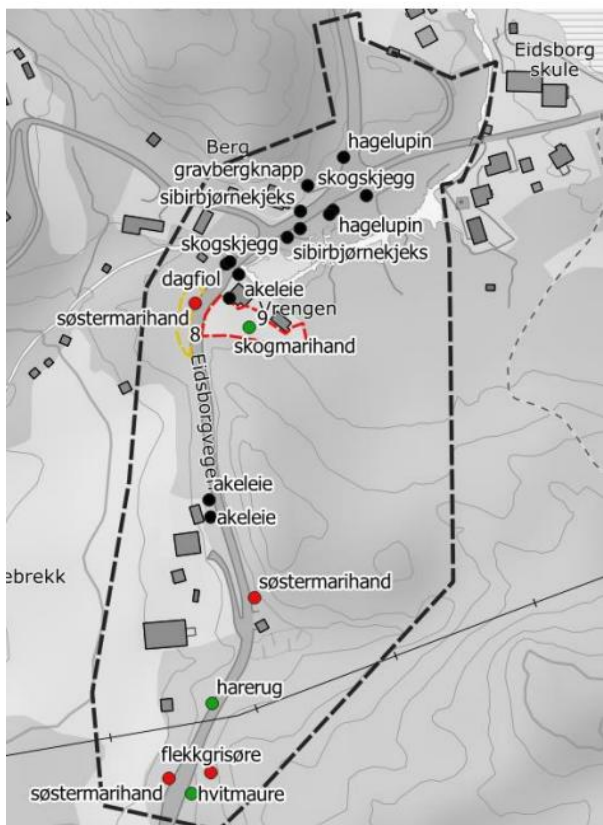 Eidsborg
skule
Berg
hagelupin
gravbergknapp
skogskjegg
sibirbjørnekjeks
hagelupin
skogskjegg
sibirbjørnekjeks
dagfiol
akeleie
søstermarihand
Vrengen
9
8
skogmarihand
Eidsborgvegen
akeleie
akeleie
ebrekk
søstermarihand
harerug
flekkgrisøre
søstermarihand
hvitmaure